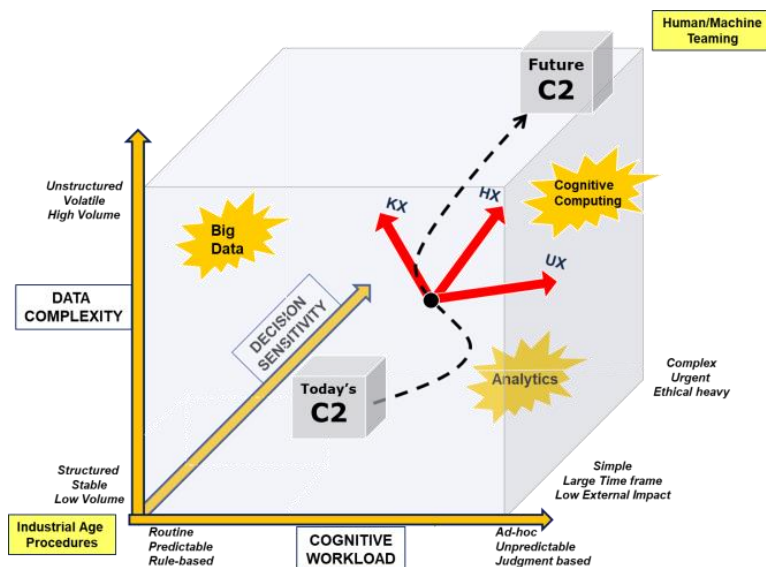 Human/Machine
Teaming
Future
C2
Unstructured
Volatile
High Volume
KX
HX
Cognitive
Computing
Big
Data
UX
DATA
COMPLEXITY
DECISION
SENSITIVITY
Today's
C2
Analytics
Complex
Urgent
Ethical heavy
Structured
Stable
Low Volume
Simple
Large Time frame
Low External Impact
Industrial Age
Procedures
Routine
Predictable
Rule-based
COGNITIVE
WORKLOAD
Ad-hoc
Unpredictable
Judgment based